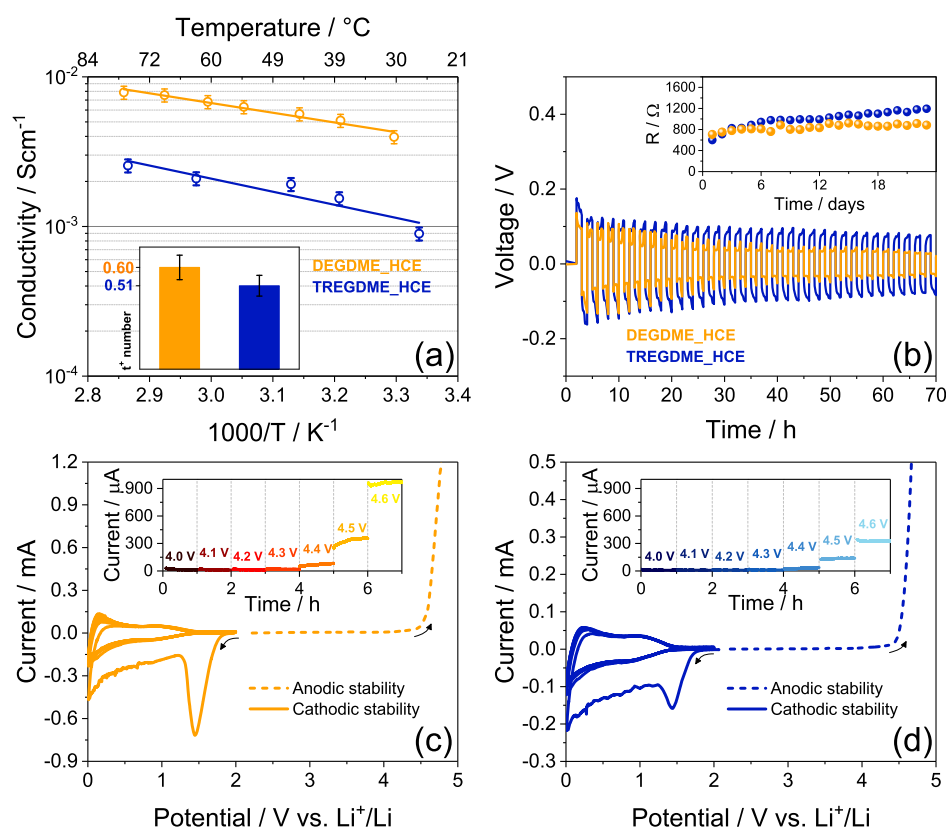 Temperature / °C
84 72 60 49 39 30 21
10⁻²
10⁻³
10⁻⁴
Conductivity / Scm⁻¹
0.60
0.51
t⁺ number
DEGDME_HCE
TREGDME_HCE
(a)
2.8 2.9 3.0 3.1 3.2 3.3 3.4
1000/T / K⁻¹
0.4
0.2
0.0
-0.2
Voltage / V
1200
800
400
R / Ω
0 6 12 18
Time / days
DEGDME_HCE
TREGDME_HCE
(b)
0 10 20 30 40 50 60 70
Time / h
1.2
0.9
0.6
0.3
0.0
-0.3
-0.6
-0.9
Current / mA
900
600
300
0
Current / μA
4.0 V 4.1 V 4.2 V 4.3 V 4.4 V 4.5 V 4.6 V
0 2 4 6
Time / h
Anodic stability
Cathodic stability
(c)
0 1 2 3 4 5
Potential / V vs. Li⁺/Li
0.5
0.4
0.3
0.2
0.1
0.0
-0.1
-0.2
-0.3
Current / mA
900
600
300
0
Current / μA
4.0 V 4.1 V 4.2 V 4.3 V 4.4 V 4.5 V 4.6 V
0 2 4 6
Time / h
Anodic stability
Cathodic stability
(d)
0 1 2 3 4 5
Potential / V vs. Li⁺/Li